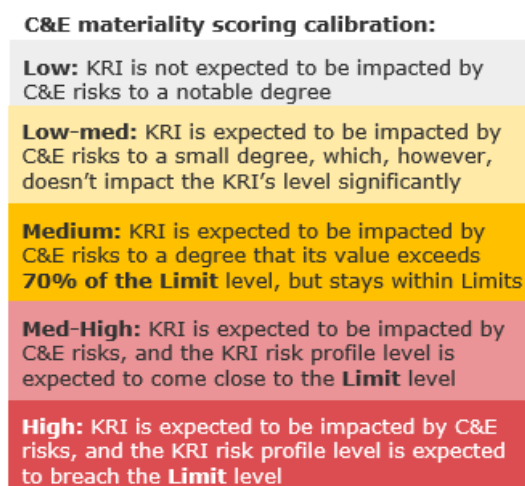 C&E materiality scoring calibration:
Low: KRI is not expected to be impacted by
C&E risks to a notable degree
Low-med: KRI is expected to be impacted by
C&E risks to a small degree, which, however,
doesn't impact the KRI's level significantly
Medium: KRI is expected to be impacted by
C&E risks to a degree that its value exceeds
70% of the Limit level, but stays within Limits
Med-High: KRI is expected to be impacted by
C&E risks, and the KRI risk profile level is
expected to come close to the Limit level
High: KRI is expected to be impacted by C&E
risks, and the KRI risk profile level is expected
to breach the Limit level